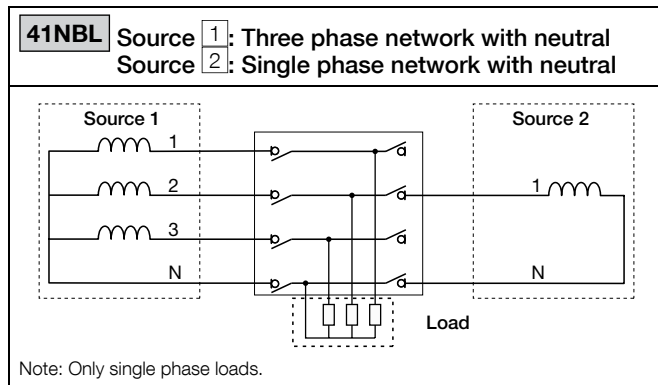 41NBL Source 1: Three phase network with neutral
Source 2: Single phase network with neutral
Source 1
Source 2
1
2
1
3
N
N
Load
Note: Only single phase loads.